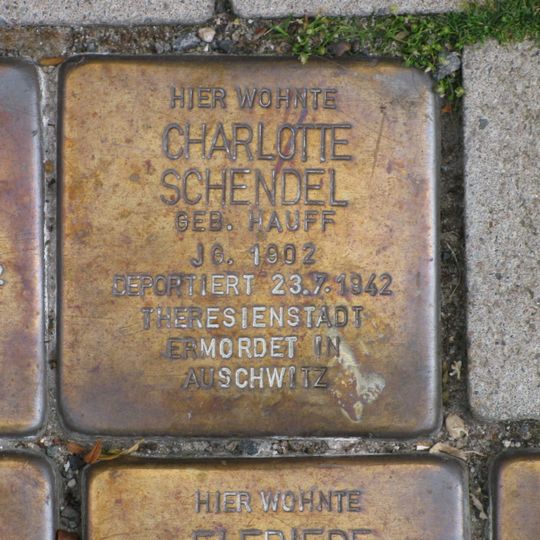 HIER WOHNTE
CHARLOTTE
SCHENDEL
GEB. HAUFF
JG. 1902
DEPORTIERT 23.7.1942
THERESIENSTADT
ERMORDET IN
AUSCHWITZ
HIER WOHNTE